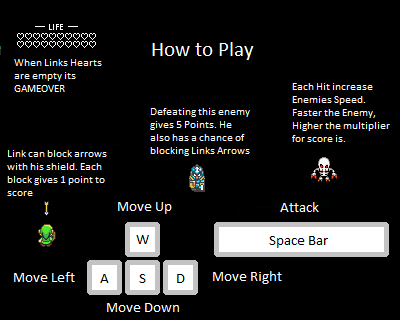 — LIFE —
How to Play
When Links Hearts
are empty its
GAMEOVER
Each Hit increase
Enemies Speed.
Faster the Enemy,
Higher the multiplier
for score is.
Defeating this enemy
gives 5 Points. He
also has a chance of
blocking Links Arrows
Link can block arrows
with his shield. Each
block gives 1 point to
score
Move Up
Attack
W
Space Bar
Move Left
A
S
D
Move Right
Move Down